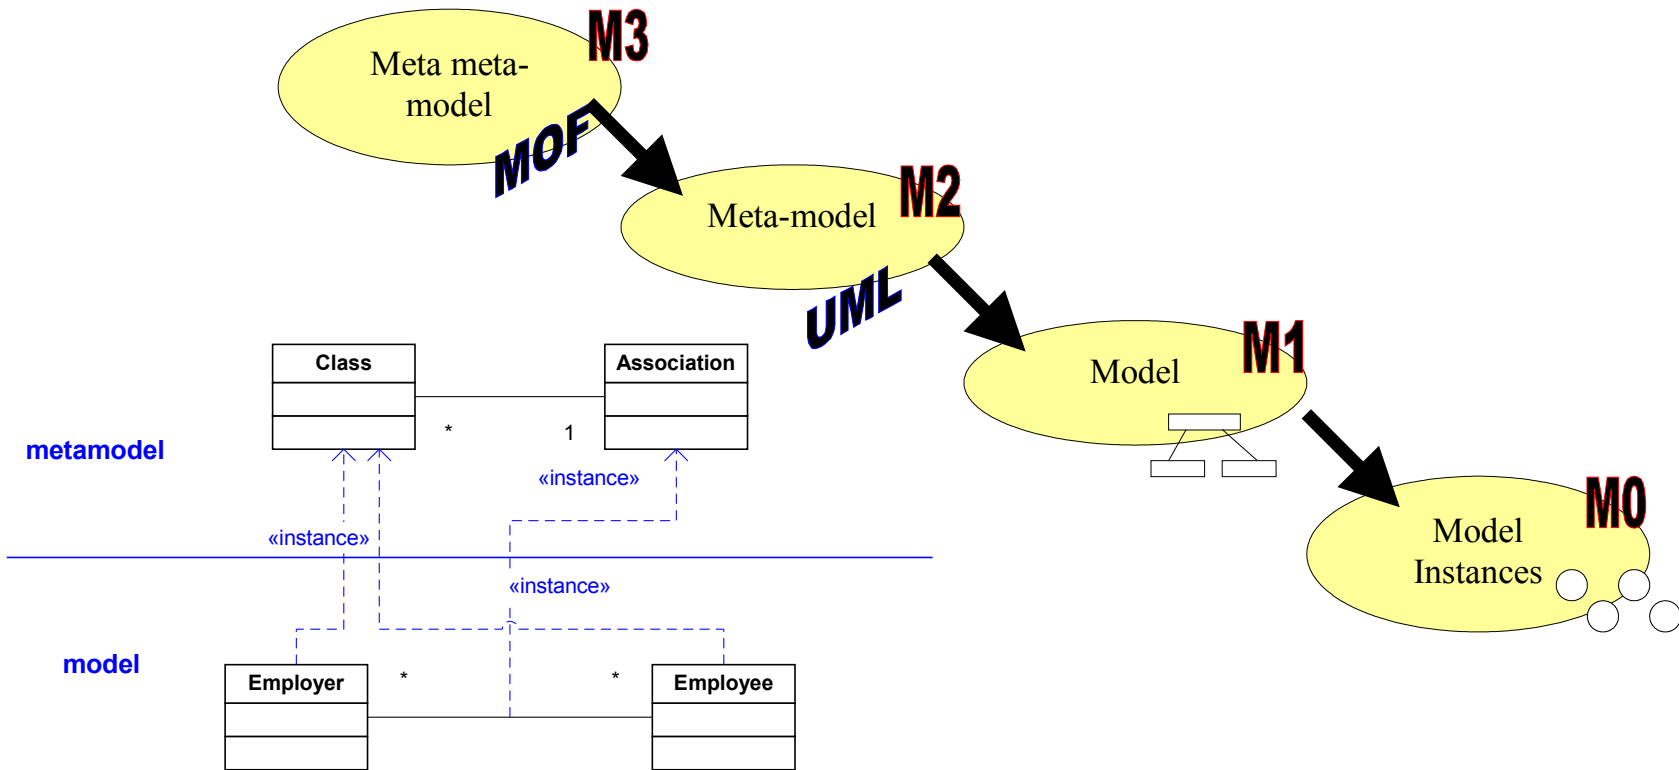 M3
Meta meta-
model
MOF
M2
Meta-model
UML
M1
Model
M0
Model
Instances
Class
Association
*
1
metamodel
«instance»
«instance»
«instance»
model
*
*
Employer
Employee